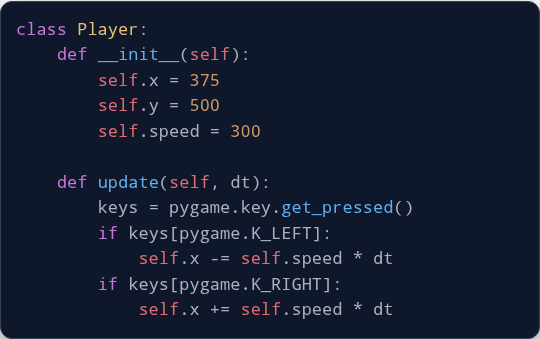 class Player:
    def __init__(self):
        self.x = 375
        self.y = 500
        self.speed = 300

    def update(self, dt):
        keys = pygame.key.get_pressed()
        if keys[pygame.K_LEFT]:
            self.x -= self.speed * dt
        if keys[pygame.K_RIGHT]:
            self.x += self.speed * dt